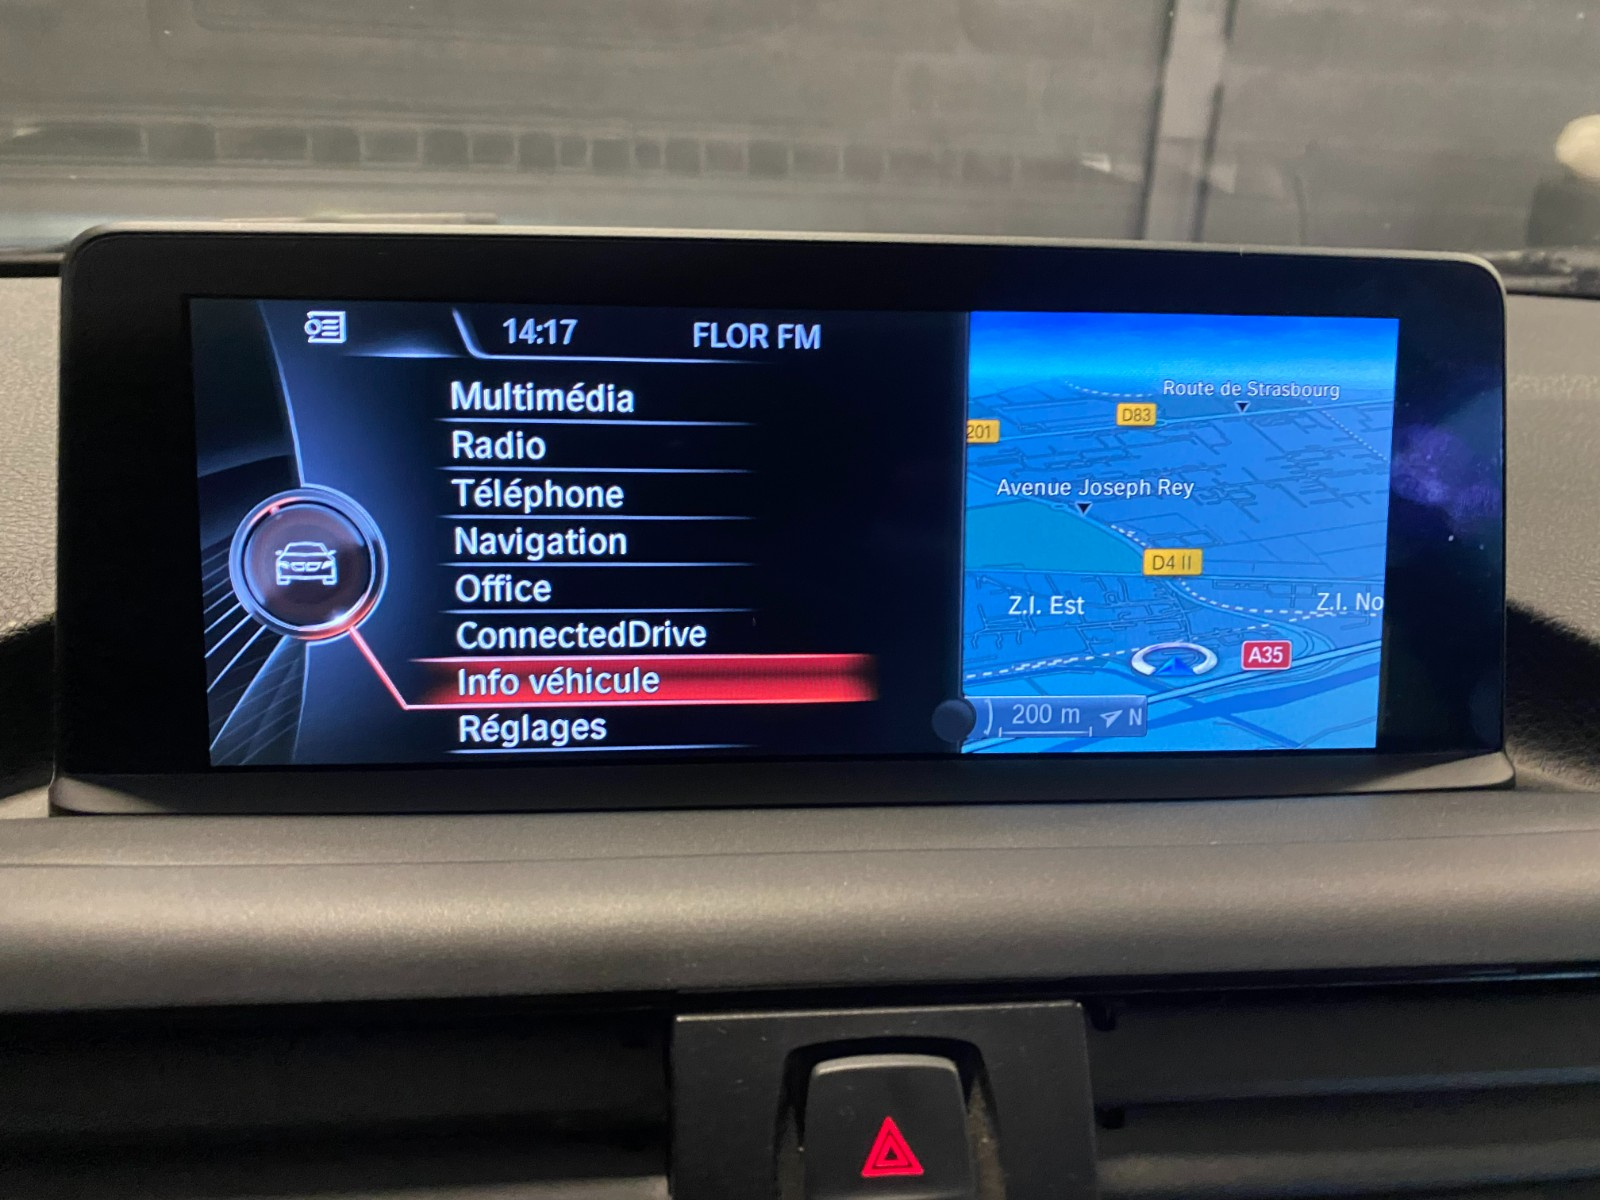 14:17 FLOR FM
Multimédia
Radio
Téléphone
Navigation
Office
ConnectedDrive
Info véhicule
Réglages
Route de Strasbourg
D83
201
Avenue Joseph Rey
D4 II
Z.I. Est
Z.I. No
A35
200 m
N